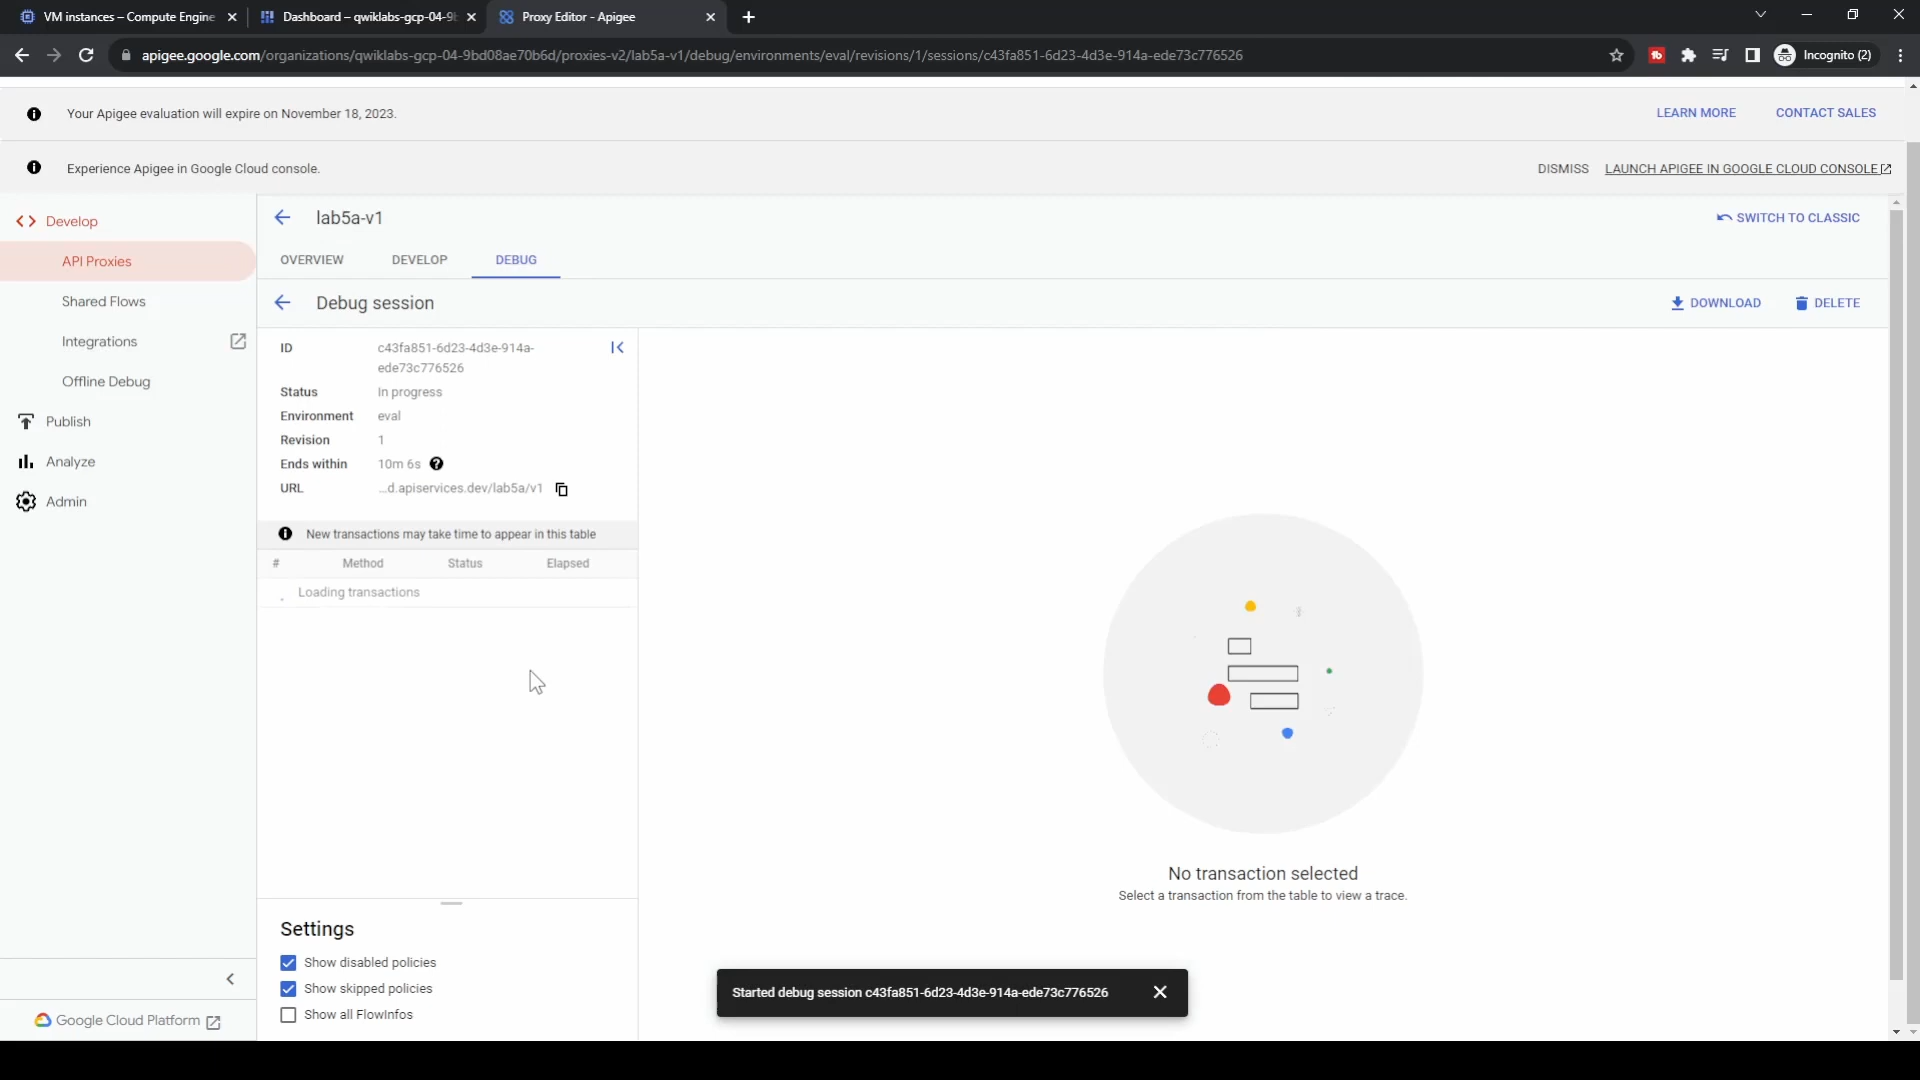 VM instances – Compute Engine
Dashboard – qwiklabs-gcp-04-9b
Proxy Editor - Apigee
apigee.google.com/organizations/qwiklabs-gcp-04-9bd08ae70b6d/proxies-v2/lab5a-v1/debug/environments/eval/revisions/1/sessions/c43fa851-6d23-4d3e-914a-ede73c776526
Incognito (2)
Your Apigee evaluation will expire on November 18, 2023.
LEARN MORE
CONTACT SALES
Experience Apigee in Google Cloud console.
DISMISS
LAUNCH APIGEE IN GOOGLE CLOUD CONSOLE
Develop
API Proxies
Shared Flows
Integrations
Offline Debug
Publish
Analyze
Admin
Google Cloud Platform
lab5a-v1
SWITCH TO CLASSIC
OVERVIEW
DEVELOP
DEBUG
Debug session
DOWNLOAD
DELETE
ID c43fa851-6d23-4d3e-914a-
ede73c776526
Status In progress
Environment eval
Revision 1
Ends within 10m 6s
URL ...d.apiservices.dev/lab5a/v1
New transactions may take time to appear in this table
# Method Status Elapsed
Loading transactions
Settings
Show disabled policies
Show skipped policies
Show all FlowInfos
No transaction selected
Select a transaction from the table to view a trace.
Started debug session c43fa851-6d23-4d3e-914a-ede73c776526